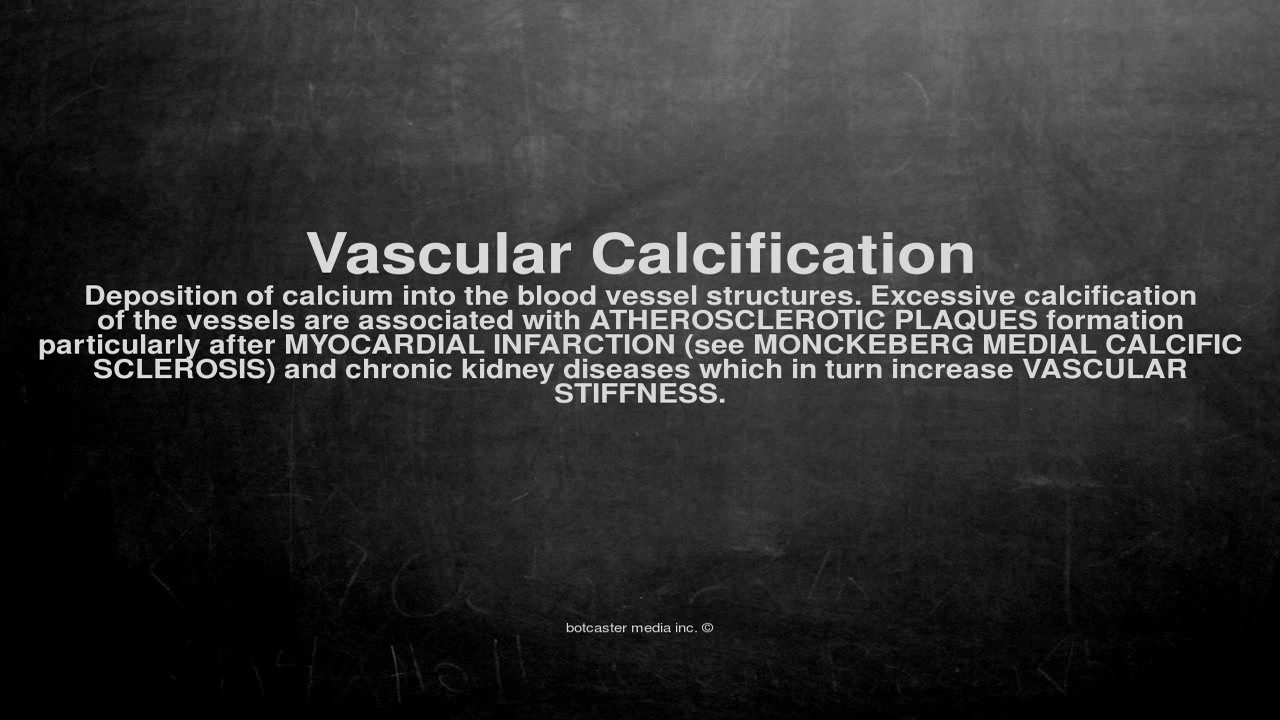 Vascular Calcification
Deposition of calcium into the blood vessel structures. Excessive calcification
of the vessels are associated with ATHEROSCLEROTIC PLAQUES formation
particularly after MYOCARDIAL INFARCTION (see MONCKEBERG MEDIAL CALCIFIC
SCLEROSIS) and chronic kidney diseases which in turn increase VASCULAR
STIFFNESS.
botcaster media inc. ©